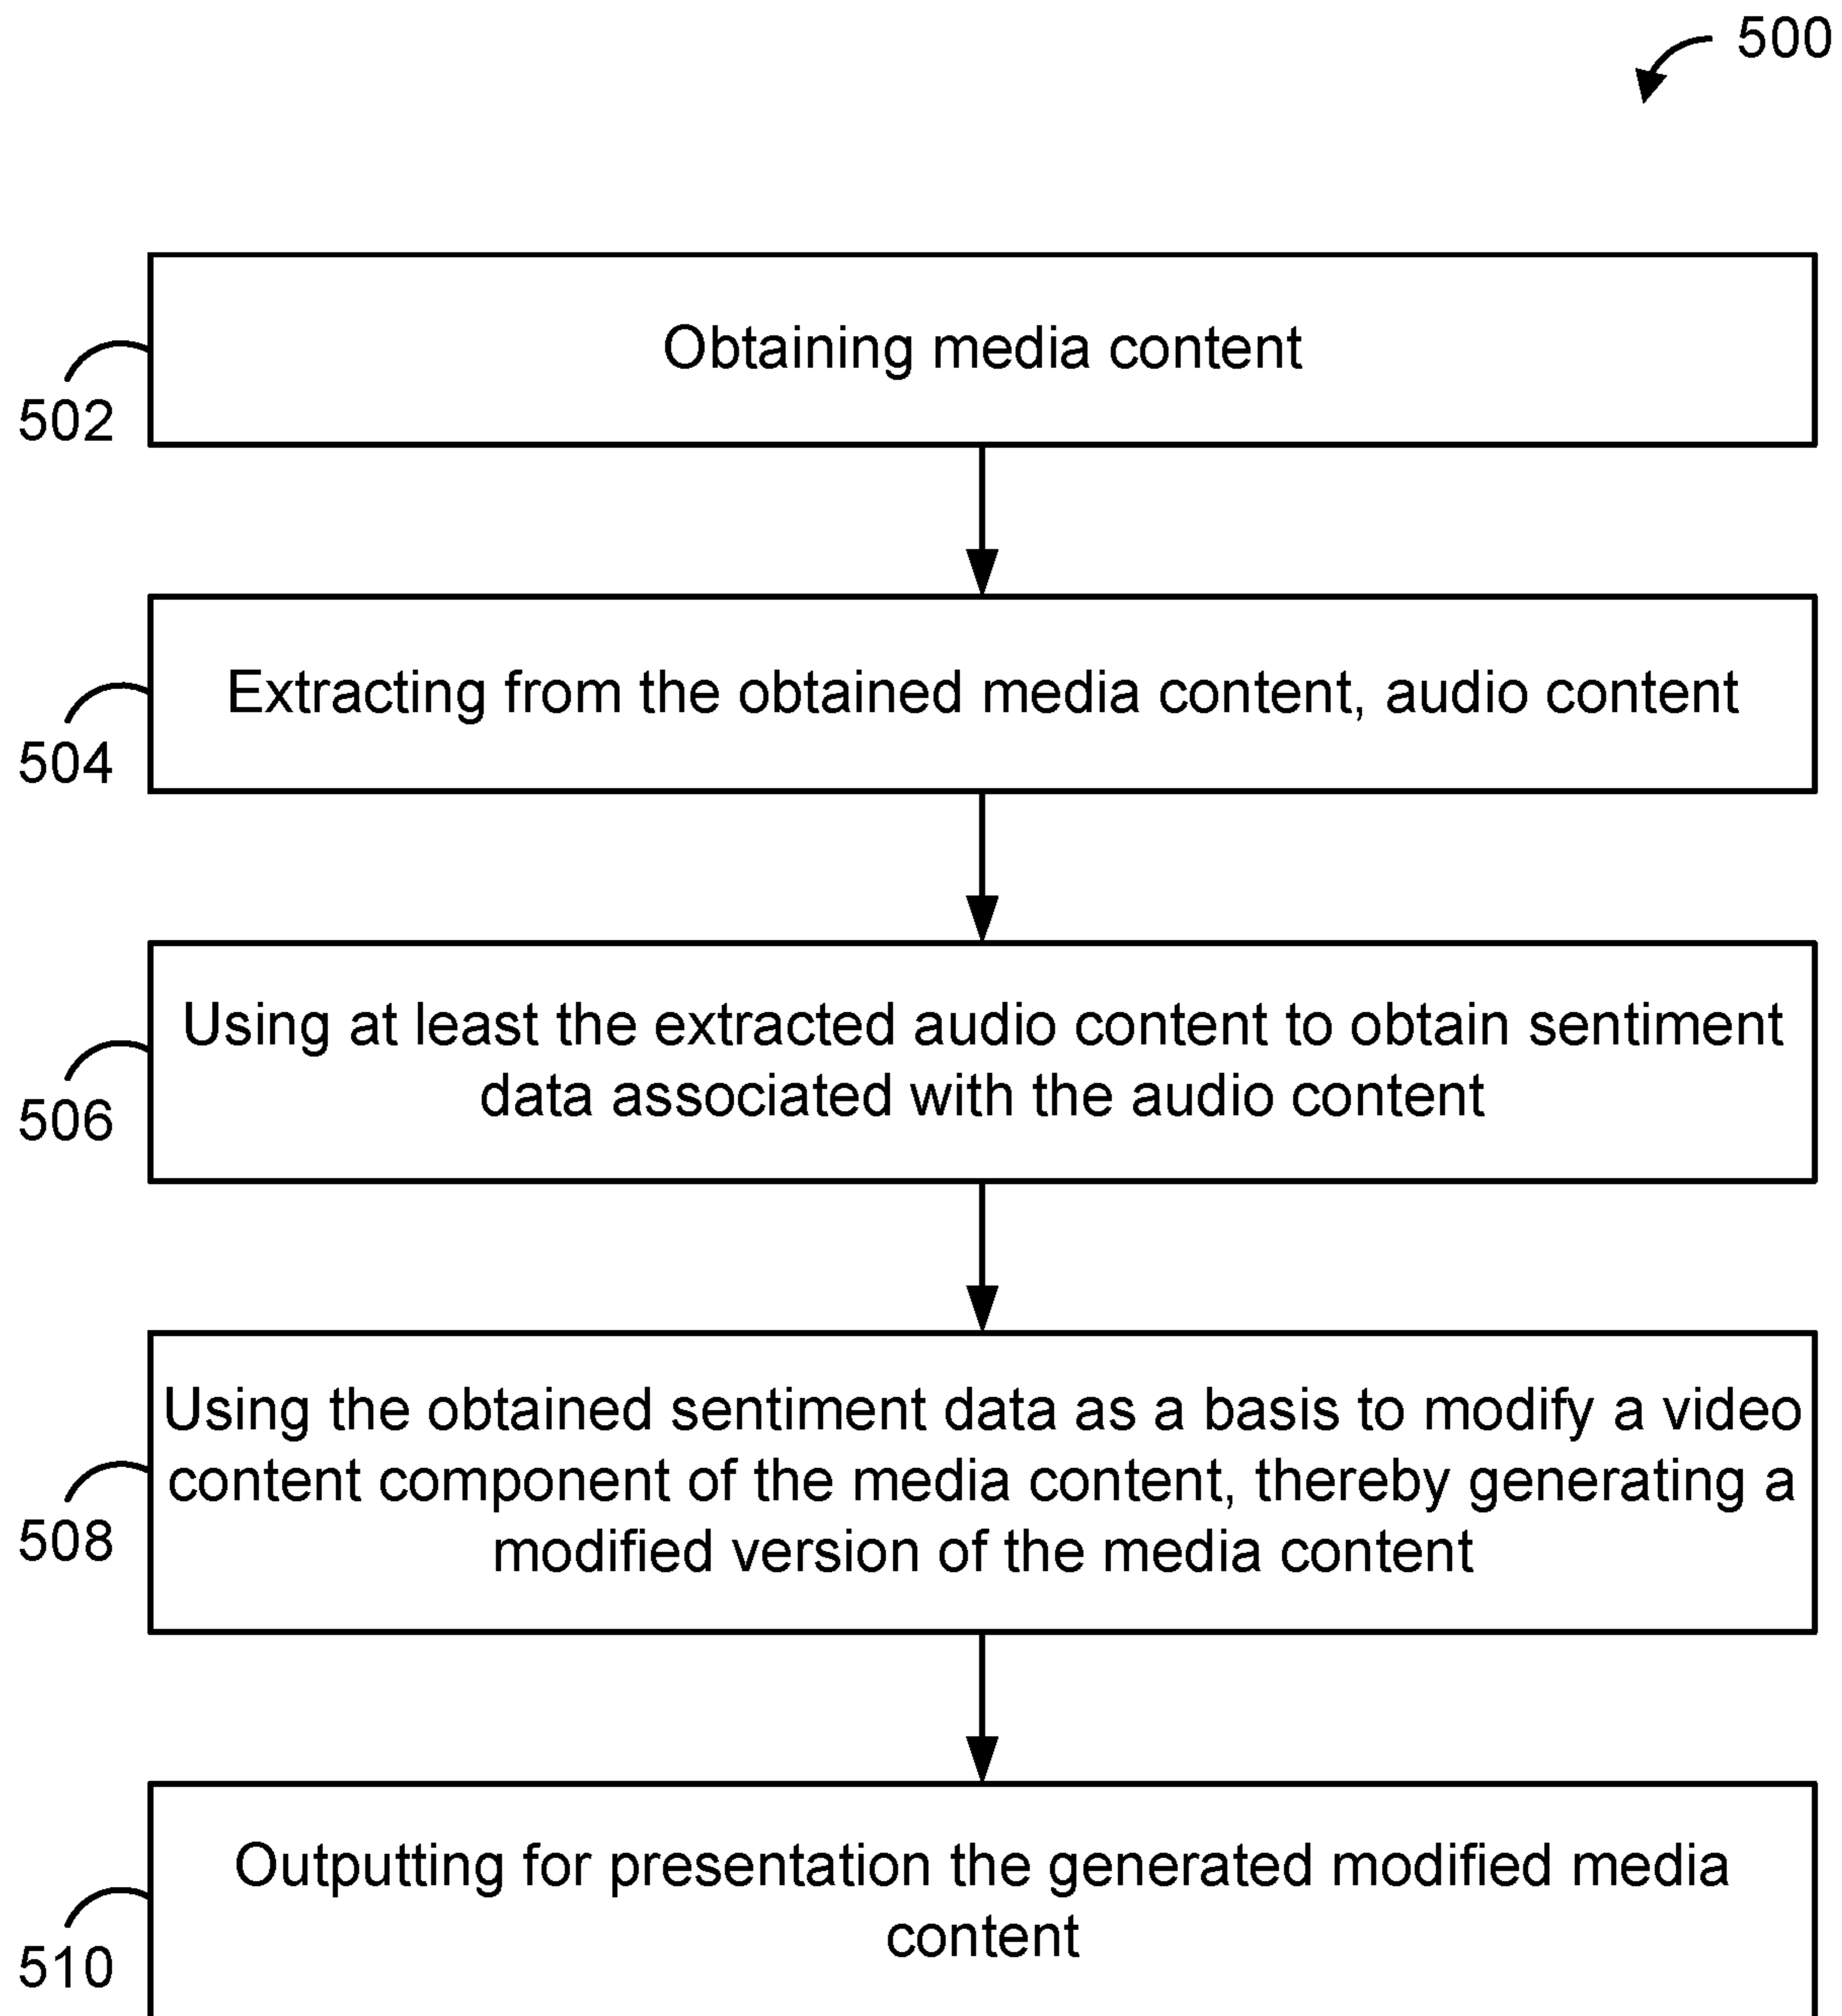 500
Obtaining media content
502
Extracting from the obtained media content, audio content
504
Using at least the extracted audio content to obtain sentiment
data associated with the audio content
506
Using the obtained sentiment data as a basis to modify a video
content component of the media content, thereby generating a
modified version of the media content
508
Outputting for presentation the generated modified media
content
510